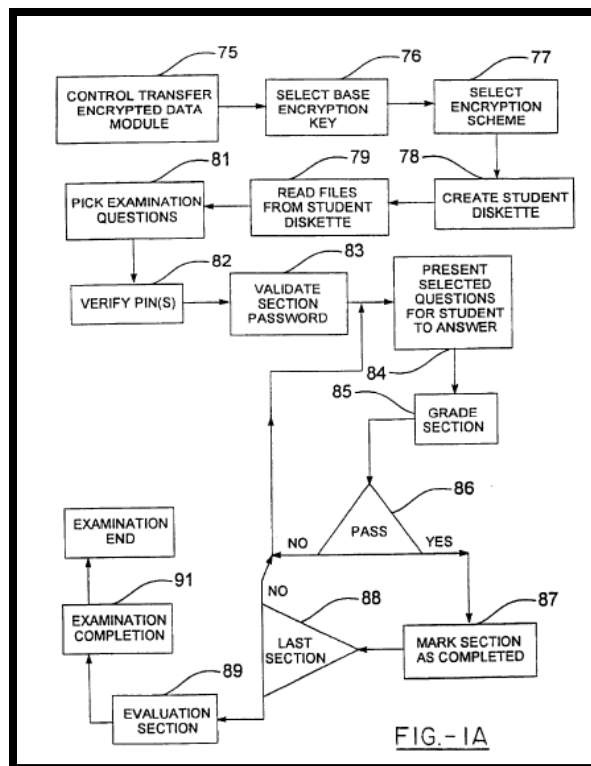 75
CONTROL TRANSFER
ENCRYPTED DATA
MODULE
76
SELECT BASE
ENCRYPTION
KEY
77
SELECT
ENCRYPTION
SCHEME
78
CREATE STUDENT
DISKETTE
79
READ FILES
FROM STUDENT
DISKETTE
81
PICK EXAMINATION
QUESTIONS
82
VERIFY PIN(S)
83
VALIDATE
SECTION
PASSWORD
PRESENT
SELECTED
QUESTIONS
FOR STUDENT
TO ANSWER
84
85
GRADE
SECTION
86
PASS
NO
YES
87
MARK SECTION
AS COMPLETED
88
LAST
SECTION
NO
89
EVALUATION
SECTION
91
EXAMINATION
COMPLETION
EXAMINATION
END
FIG.-1A